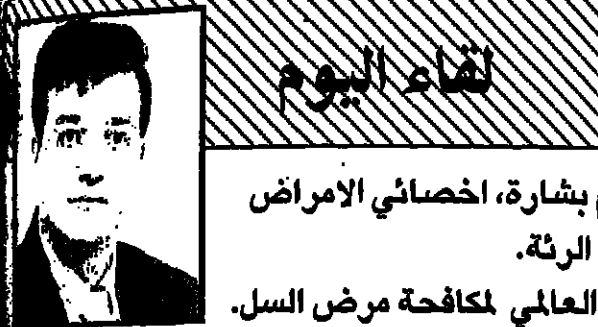 لقاء اليوم
م بشارة، اخصائي الامراض
الرئة.
العالمي لمكافحة مرض السل.